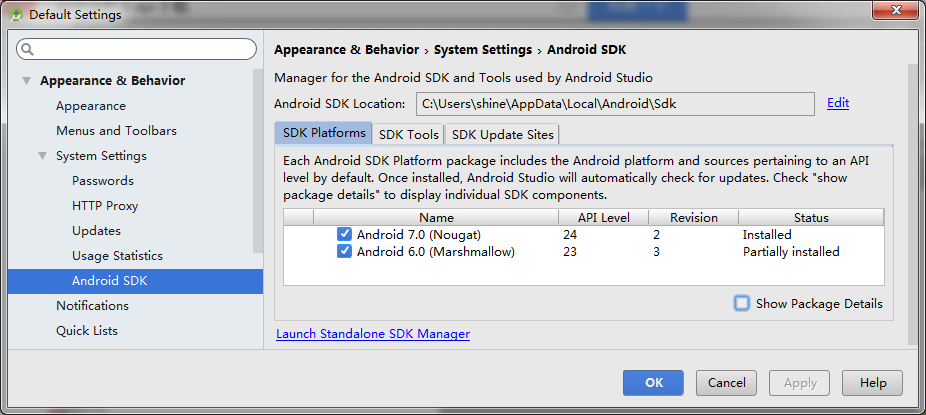 Default Settings
Appearance & Behavior
Appearance
Menus and Toolbars
System Settings
Passwords
HTTP Proxy
Updates
Usage Statistics
Android SDK
Notifications
Quick Lists
Appearance & Behavior › System Settings › Android SDK
Manager for the Android SDK and Tools used by Android Studio
Android SDK Location: C:\Users\shine\AppData\Local\Android\Sdk Edit
SDK Platforms SDK Tools SDK Update Sites
Each Android SDK Platform package includes the Android platform and sources pertaining to an API
level by default. Once installed, Android Studio will automatically check for updates. Check "show
package details" to display individual SDK components.
Name API Level Revision Status
Android 7.0 (Nougat) 24 2 Installed
Android 6.0 (Marshmallow) 23 3 Partially installed
Show Package Details
Launch Standalone SDK Manager
OK Cancel Apply Help